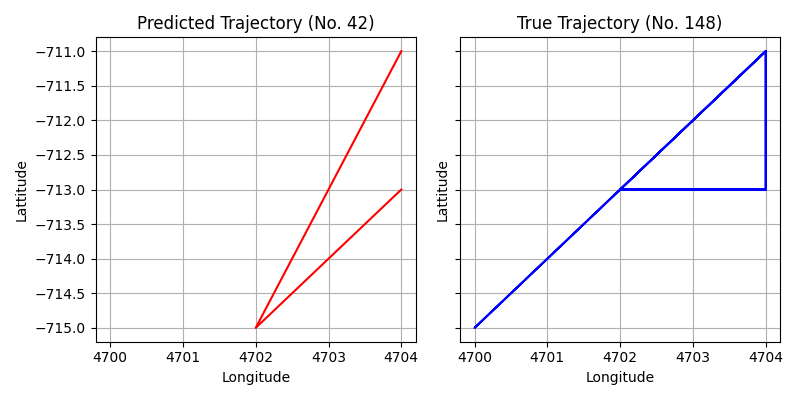 Predicted Trajectory (No. 42)
True Trajectory (No. 148)
Lattitude
−711.0
−711.5
−712.0
−712.5
−713.0
−713.5
−714.0
−714.5
−715.0
4700 4701 4702 4703 4704
Longitude
Lattitude
4700 4701 4702 4703 4704
Longitude